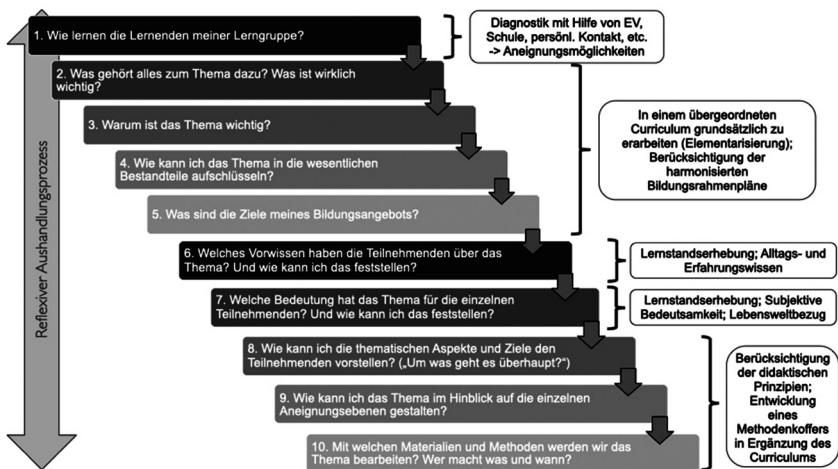 Reflexiver Aushandlungsprozess
1. Wie lernen die Lernenden meiner Lerngruppe?
Diagnostik mit Hilfe von EV,
Schule, persönl. Kontakt, etc.
-> Aneignungsmöglichkeiten
2. Was gehört alles zum Thema dazu? Was ist wirklich
wichtig?
3. Warum ist das Thema wichtig?
4. Wie kann ich das Thema in die wesentlichen
Bestandteile aufschlüsseln?
5. Was sind die Ziele meines Bildungsangebots?
In einem übergeordneten
Curriculum grundsätzlich zu
erarbeiten (Elementarisierung);
Berücksichtigung der
harmonisierten
Bildungsrahmenpläne
6. Welches Vorwissen haben die Teilnehmenden über das
Thema? Und wie kann ich das feststellen?
Lernstandserhebung; Alltags- und
Erfahrungswissen
7. Welche Bedeutung hat das Thema für die einzelnen
Teilnehmenden? Und wie kann ich das feststellen?
Lernstandserhebung; Subjektive
Bedeutsamkeit; Lebensweltbezug
8. Wie kann ich die thematischen Aspekte und Ziele den
Teilnehmenden vorstellen? („Um was geht es überhaupt?“)
9. Wie kann ich das Thema im Hinblick auf die einzelnen
Aneignungsebenen gestalten?
10. Mit welchen Materialien und Methoden werden wir das
Thema bearbeiten? Wer macht was und wann?
Berücksichtigung
der didaktischen
Prinzipien;
Entwicklung
eines
Methodenkoffers
in Ergänzung des
Curriculums